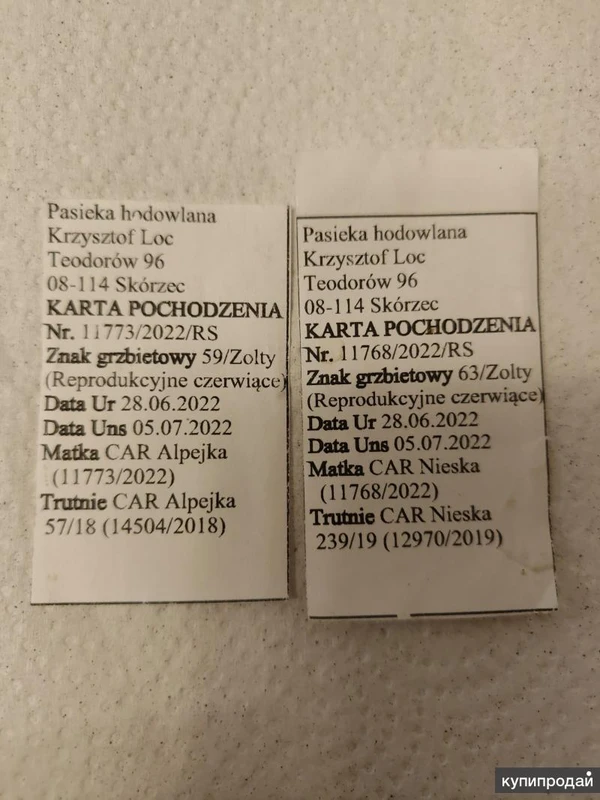 Pasieka hodowlana
Krzysztof Loc
Teodorów 96
08-114 Skórzec
KARTA POCHODZENIA
Nr. 11773/2022/RS
Znak grzbietowy 59/Zolty
(Reprodukcyjne czerwiące)
Data Ur 28.06.2022
Data Uns 05.07.2022
Matka CAR Alpejka
(11773/2022)
Trutnie CAR Alpejka
57/18 (14504/2018)
Pasieka hodowlana
Krzysztof Loc
Teodorów 96
08-114 Skórzec
KARTA POCHODZENIA
Nr. 11768/2022/RS
Znak grzbietowy 63/Zolty
(Reprodukcyjne czerwiące)
Data Ur 28.06.2022
Data Uns 05.07.2022
Matka CAR Nieska
(11768/2022)
Trutnie CAR Nieska
239/19 (12970/2019)
купипродай